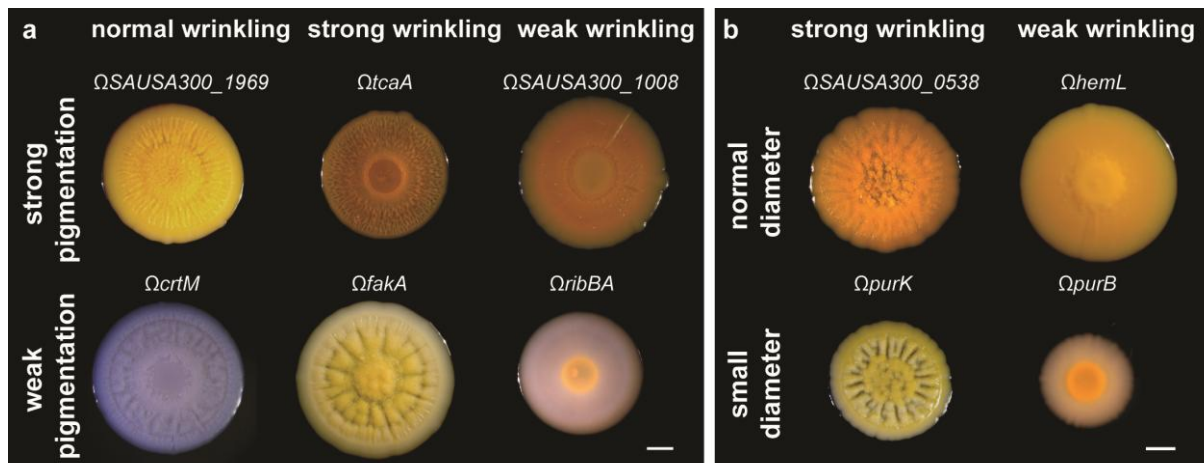 a
normal wrinkling
strong wrinkling
weak wrinkling
strong
pigmentation
ΩSAUSA300_1969
ΩtcaA
ΩSAUSA300_1008
weak
pigmentation
ΩcrtM
ΩfakA
ΩribBA
b
strong wrinkling
weak wrinkling
normal
diameter
ΩSAUSA300_0538
ΩhemL
small
diameter
ΩpurK
ΩpurB